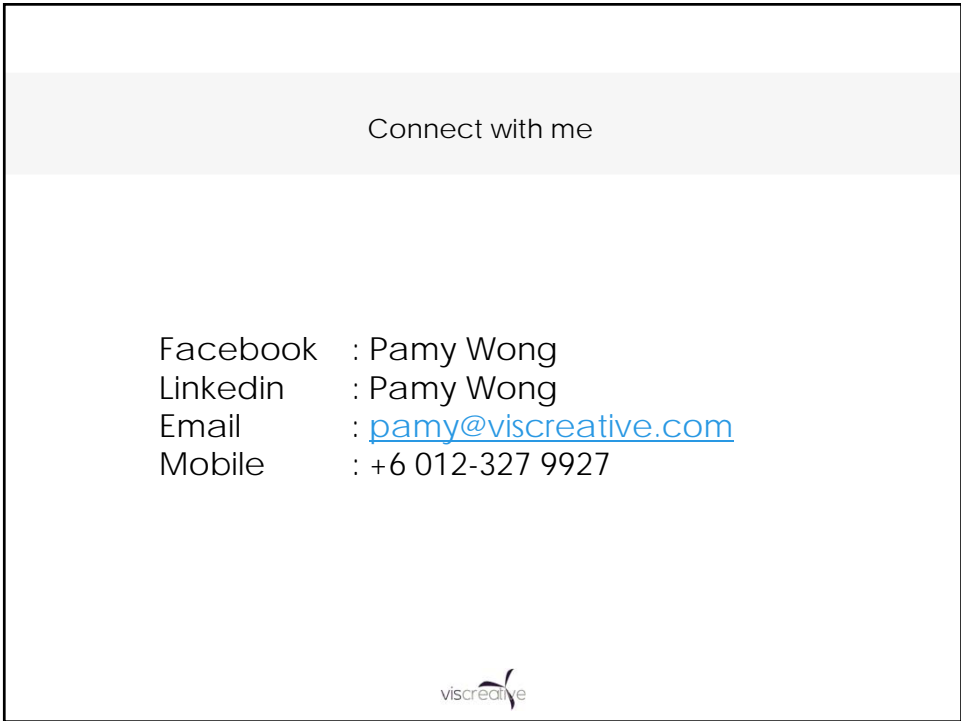 Connect with me
Facebook : Pamy Wong
Linkedin : Pamy Wong
Email : pamy@viscreative.com
Mobile : +6 012-327 9927
viscreative